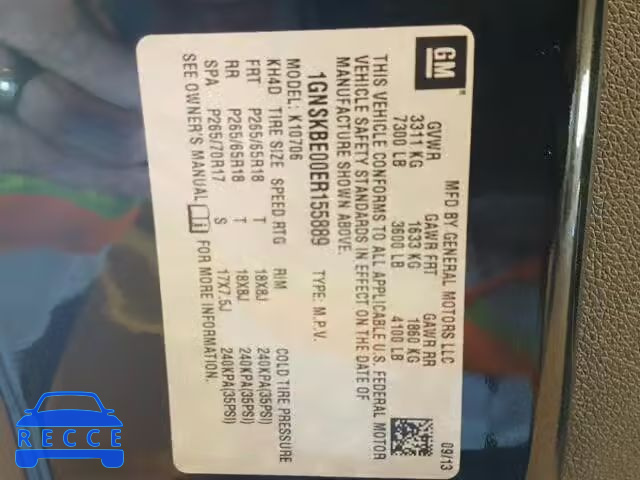 GM
MFD BY GENERAL MOTORS LLC 09/13
GVWR GAWR FRT GAWR RR
3311 KG 1633 KG 1860 KG
7300 LB 3600 LB 4100 LB
THIS VEHICLE CONFORMS TO ALL APPLICABLE U.S. FEDERAL MOTOR
VEHICLE SAFETY STANDARDS IN EFFECT ON THE DATE OF
MANUFACTURE SHOWN ABOVE.
1GNSKBE00ER155889 TYPE: M.P.V.
MODEL: K10706
KH4D TIRE SIZE SPEED RTG RIM COLD TIRE PRESSURE
FRT P265/65R18 T 18X8J 240KPA(35PSI)
RR P265/65R18 T 18X8J 240KPA(35PSI)
SPA P265/70R17 S 17X7.5J 240KPA(35PSI)
SEE OWNER'S MANUAL i FOR MORE INFORMATION.
RECCE